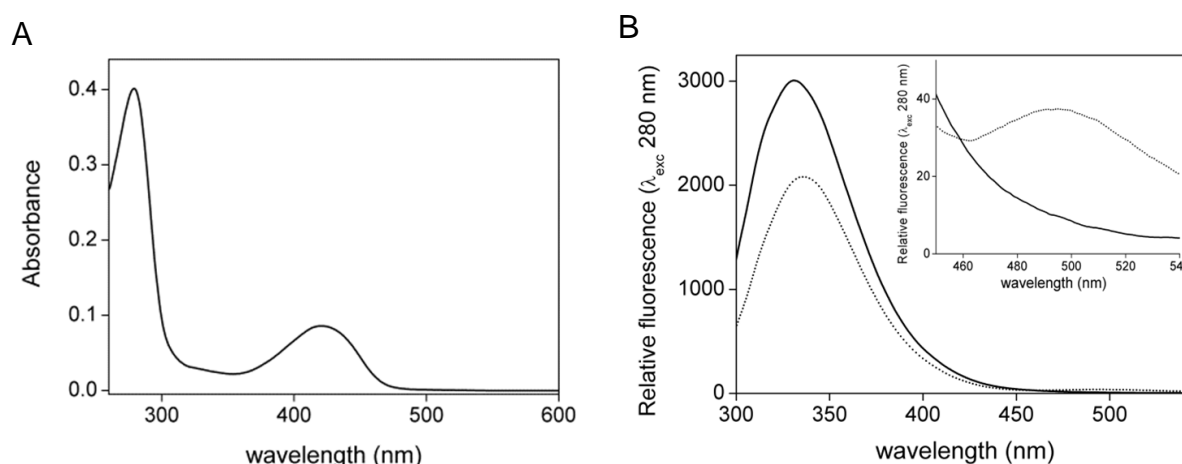 A
Absorbance
0.4
0.3
0.2
0.1
0.0
300 400 500 600
wavelength (nm)
B
Relative fluorescence (λexc 280 nm)
3000
2000
1000
0
300 350 400 450 500
wavelength (nm)
Relative fluorescence (λexc 280 nm)
40
20
0
460 480 500 520 54
wavelength (nm)